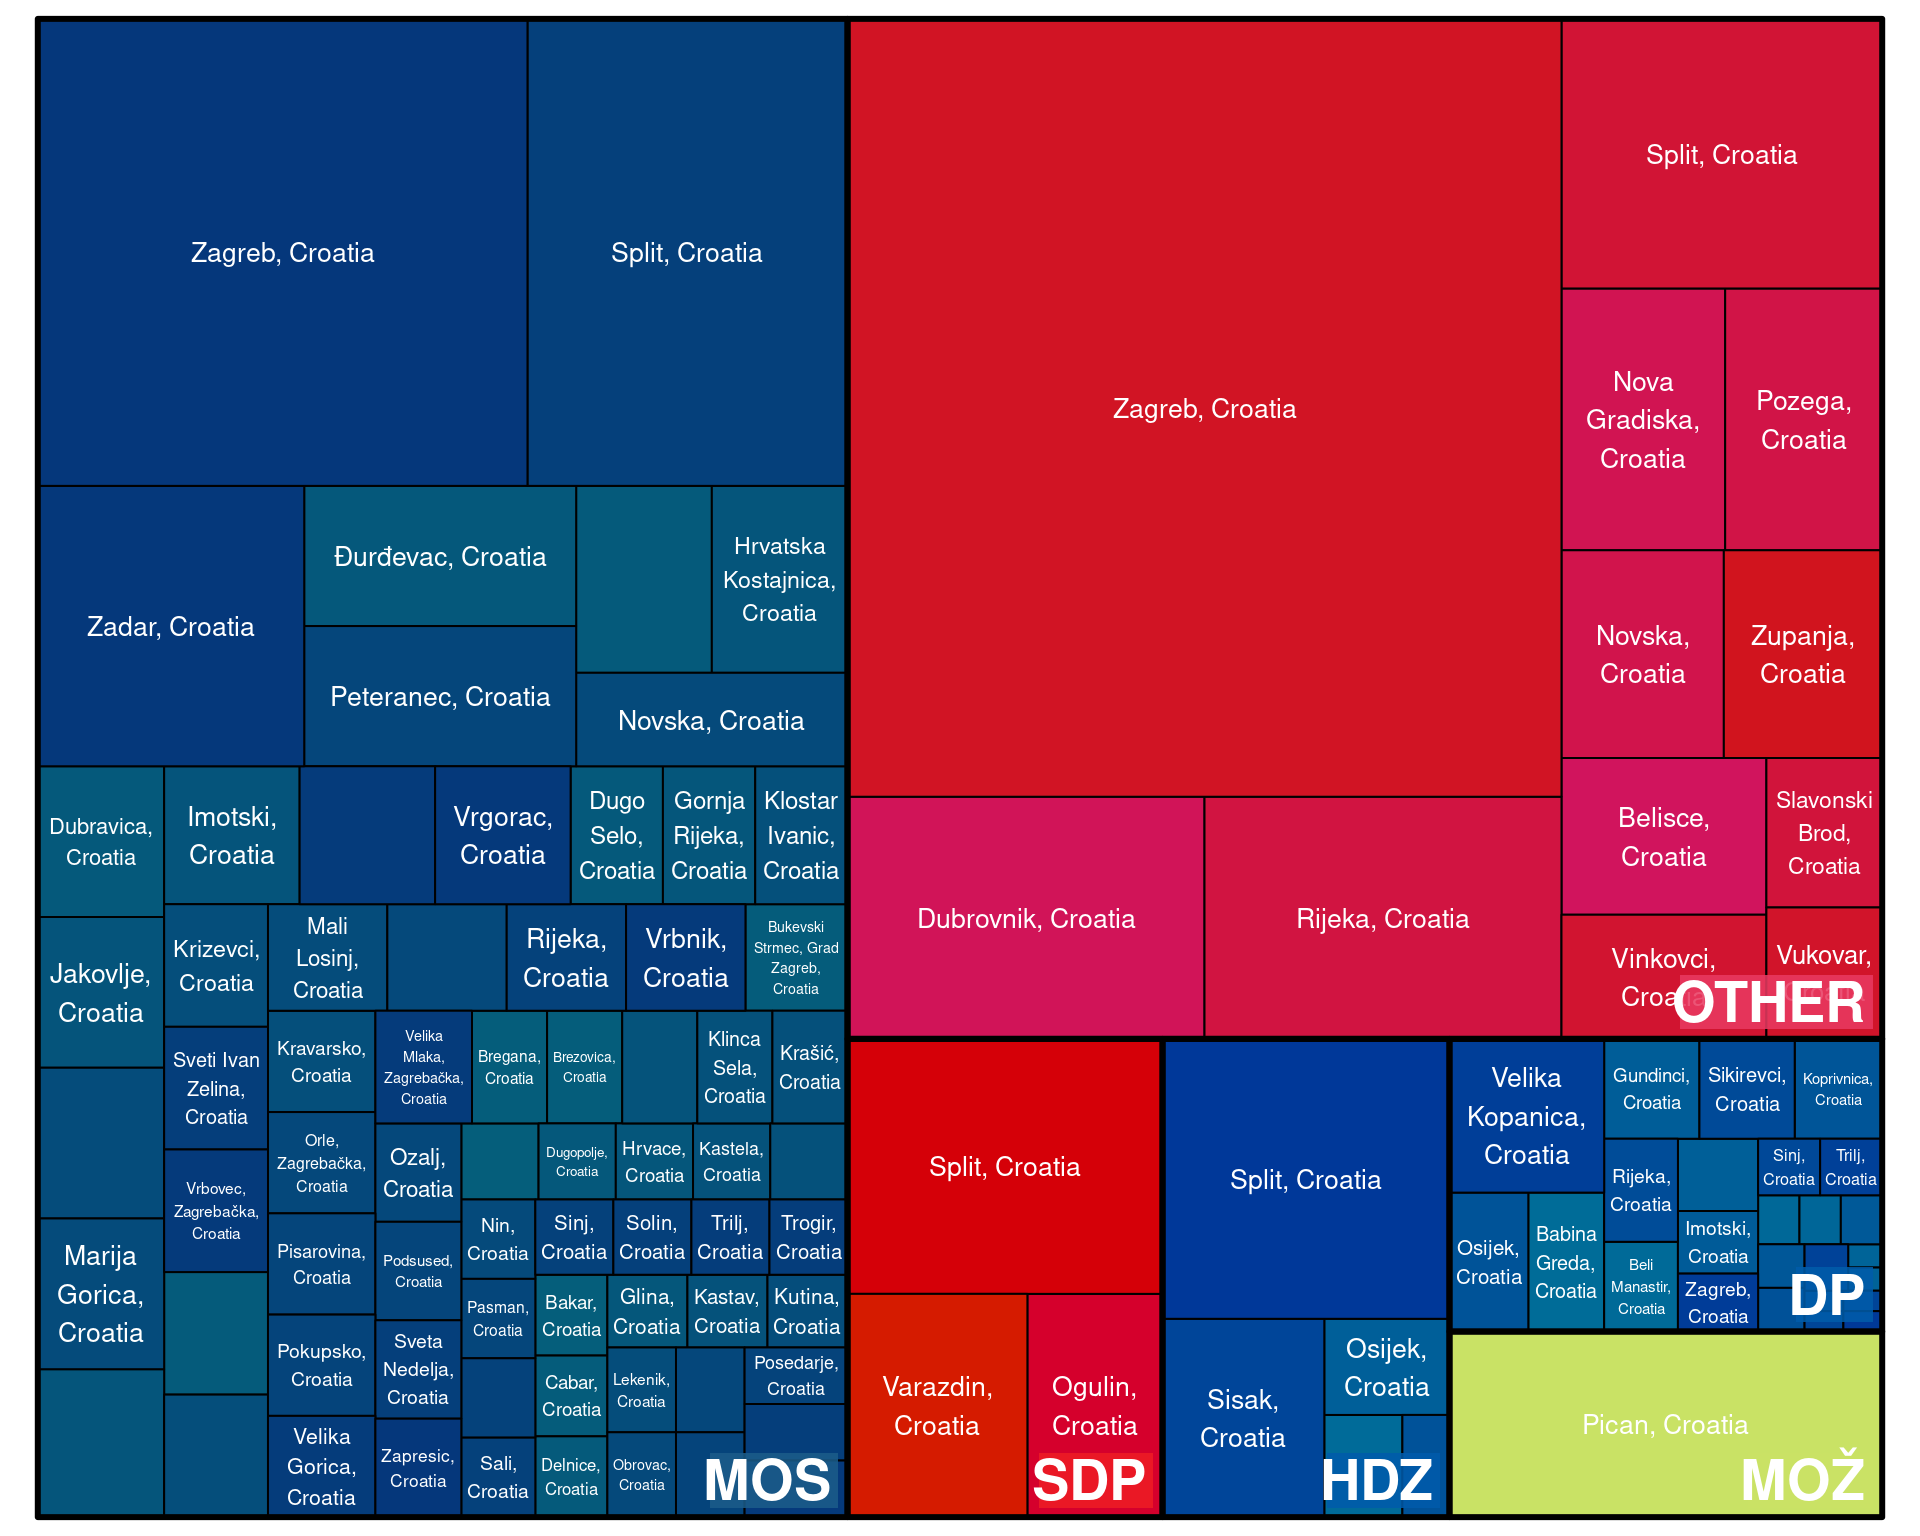 Zagreb, Croatia
Split, Croatia
Zadar, Croatia
Đurđevac, Croatia
Peteranec, Croatia
Hrvatska
Kostajnica,
Croatia
Novska, Croatia
Dubravica,
Croatia
Imotski,
Croatia
Vrgorac,
Croatia
Dugo
Selo,
Croatia
Gornja
Rijeka,
Croatia
Klostar
Ivanic,
Croatia
Jakovlje,
Croatia
Krizevci,
Croatia
Mali
Losinj,
Croatia
Rijeka,
Croatia
Vrbnik,
Croatia
Bukevski
Strmec, Grad
Zagreb,
Croatia
Sveti Ivan
Zelina,
Croatia
Kravarsko,
Croatia
Velika
Mlaka,
Zagrebačka,
Croatia
Bregana,
Croatia
Brezovica,
Croatia
Klinca
Sela,
Croatia
Krašić,
Croatia
Orle,
Zagrebačka,
Croatia
Ozalj,
Croatia
Dugopolje,
Croatia
Hrvace,
Croatia
Kastela,
Croatia
Vrbovec,
Zagrebačka,
Croatia
Marija
Gorica,
Croatia
Pisarovina,
Croatia
Podsused,
Croatia
Nin,
Croatia
Sinj,
Croatia
Solin,
Croatia
Trilj,
Croatia
Trogir,
Croatia
Pasman,
Croatia
Bakar,
Croatia
Glina,
Croatia
Kastav,
Croatia
Kutina,
Croatia
Pokupsko,
Croatia
Sveta
Nedelja,
Croatia
Cabar,
Croatia
Lekenik,
Croatia
Posedarje,
Croatia
Velika
Gorica,
Croatia
Zapresic,
Croatia
Sali,
Croatia
Delnice,
Croatia
Obrovac,
Croatia
MOS
Zagreb, Croatia
Split, Croatia
Nova
Gradiska,
Croatia
Pozega,
Croatia
Novska,
Croatia
Zupanja,
Croatia
Belisce,
Croatia
Slavonski
Brod,
Croatia
Dubrovnik, Croatia
Rijeka, Croatia
Vinkovci,
Croatia
Vukovar,
Croatia
OTHER
Split, Croatia
Varazdin,
Croatia
Ogulin,
Croatia
SDP
Split, Croatia
Sisak,
Croatia
Osijek,
Croatia
HDZ
Velika
Kopanica,
Croatia
Gundinci,
Croatia
Sikirevci,
Croatia
Koprivnica,
Croatia
Osijek,
Croatia
Babina
Greda,
Croatia
Rijeka,
Croatia
Beli
Manastir,
Croatia
Imotski,
Croatia
Zagreb,
Croatia
Sinj,
Croatia
Trilj,
Croatia
DP
Pican, Croatia
MOŽ